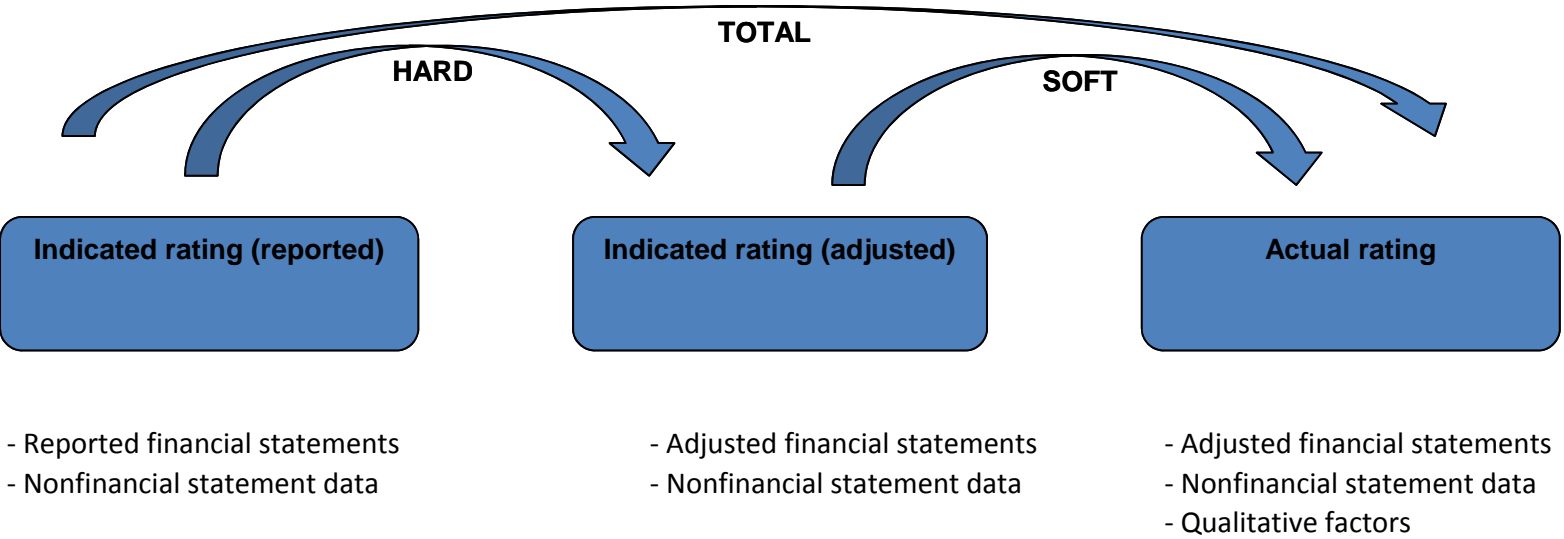 TOTAL
HARD
SOFT
Indicated rating (reported)
Indicated rating (adjusted)
Actual rating
- Reported financial statements
- Nonfinancial statement data
- Adjusted financial statements
- Nonfinancial statement data
- Adjusted financial statements
- Nonfinancial statement data
- Qualitative factors